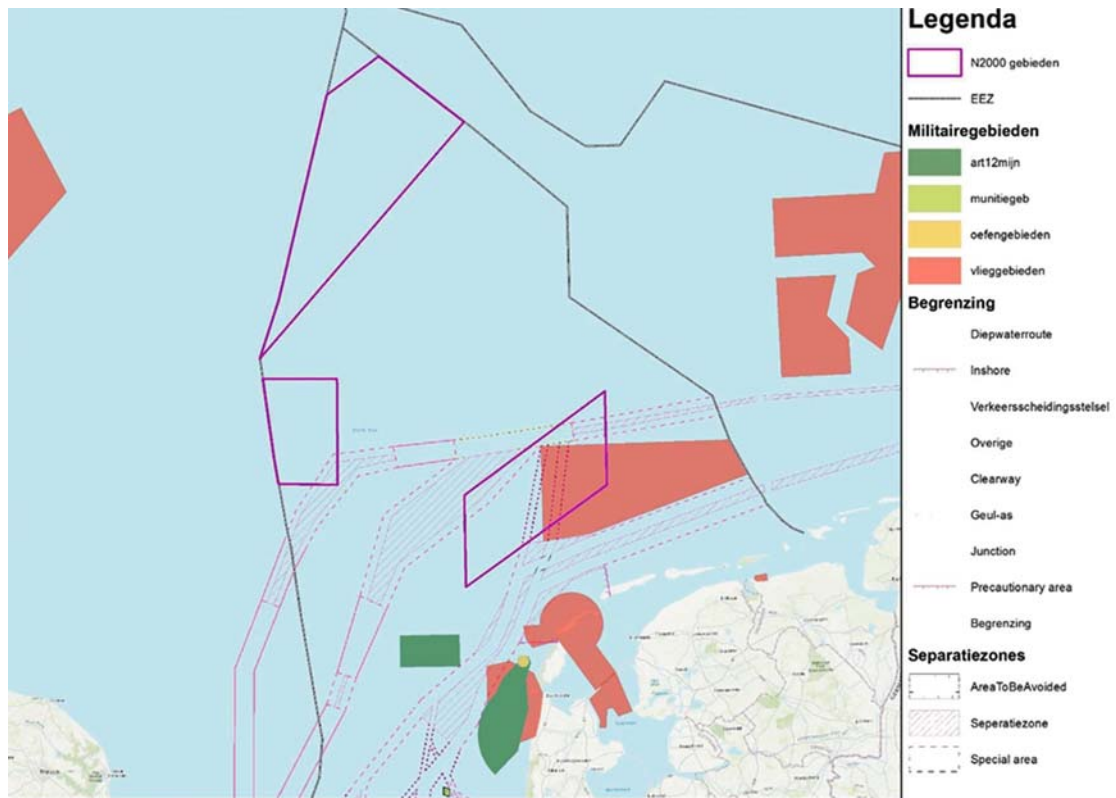 Legenda
N2000 gebieden
EEZ
Militairegebieden
art12mijn
munitiegeb
oefengebieden
vlieggebieden
Begrenzing
Diepwaterroute
Inshore
Verkeersscheidingsstelsel
Overige
Clearway
Geul-as
Junction
Precautionary area
Begrenzing
Separatiezones
AreaToBeAvoided
Seperatiezone
Special area